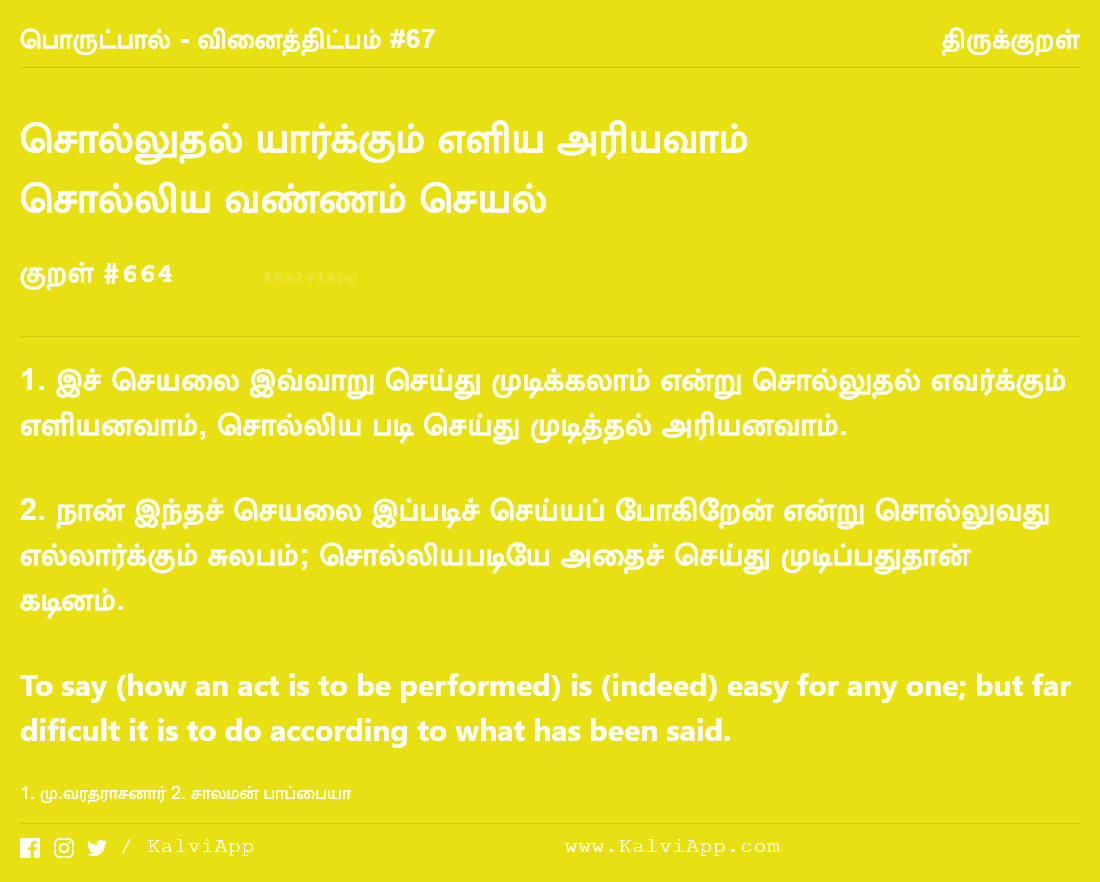 பொருட்பால் - வினைத்திட்பம் #67
திருக்குறள்
சொல்லுதல் யார்க்கும் எளிய அரியவாம்
சொல்லிய வண்ணம் செயல்
குறள் #664
#KalviApp
1. இச் செயலை இவ்வாறு செய்து முடிக்கலாம் என்று சொல்லுதல் எவர்க்கும்
எளியனவாம், சொல்லிய படி செய்து முடித்தல் அரியனவாம்.
2. நான் இந்தச் செயலை இப்படிச் செய்யப் போகிறேன் என்று சொல்லுவது
எல்லார்க்கும் சுலபம்; சொல்லியபடியே அதைச் செய்து முடிப்பதுதான்
கடினம்.
To say (how an act is to be performed) is (indeed) easy for any one; but far
dificult it is to do according to what has been said.
1. மு.வரதராசனார் 2. சாலமன் பாப்பையா
/ KalviApp
www.KalviApp.com